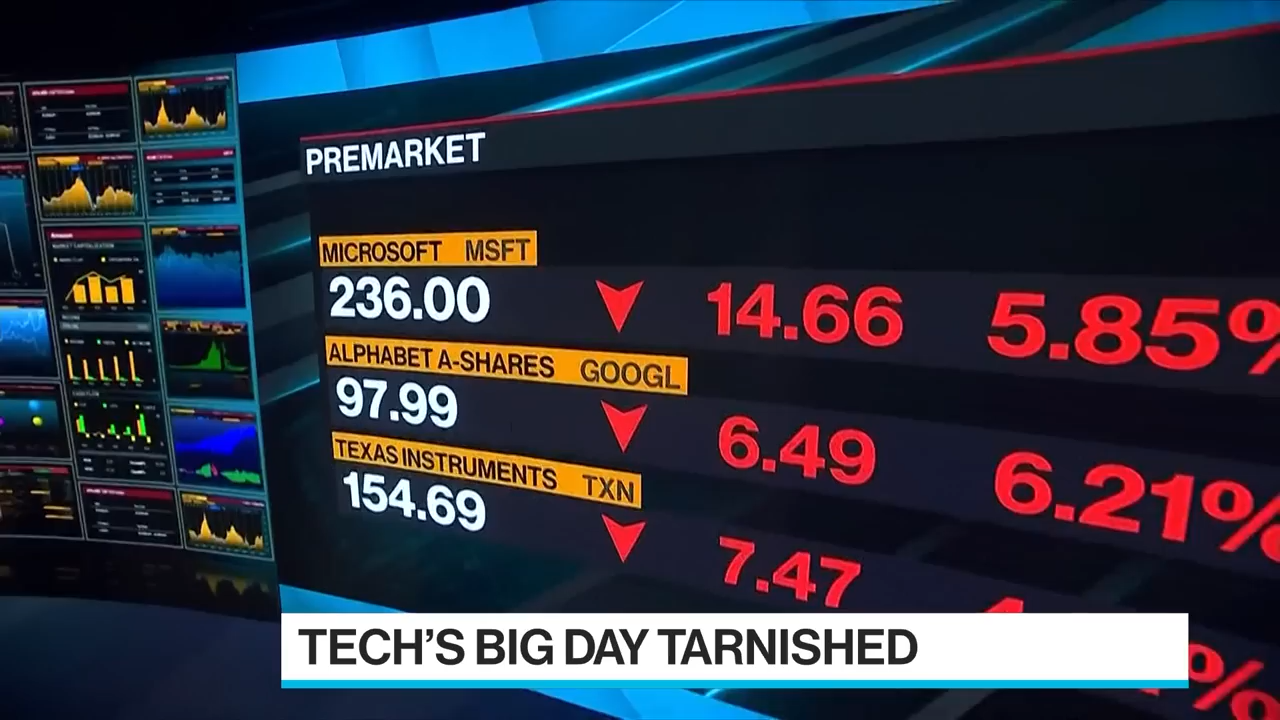 PREMARKET
MICROSOFT MSFT
236.00 14.66 5.85%
ALPHABET A-SHARES GOOGL
97.99 6.49 6.21%
TEXAS INSTRUMENTS TXN
154.69 7.47
TECH'S BIG DAY TARNISHED